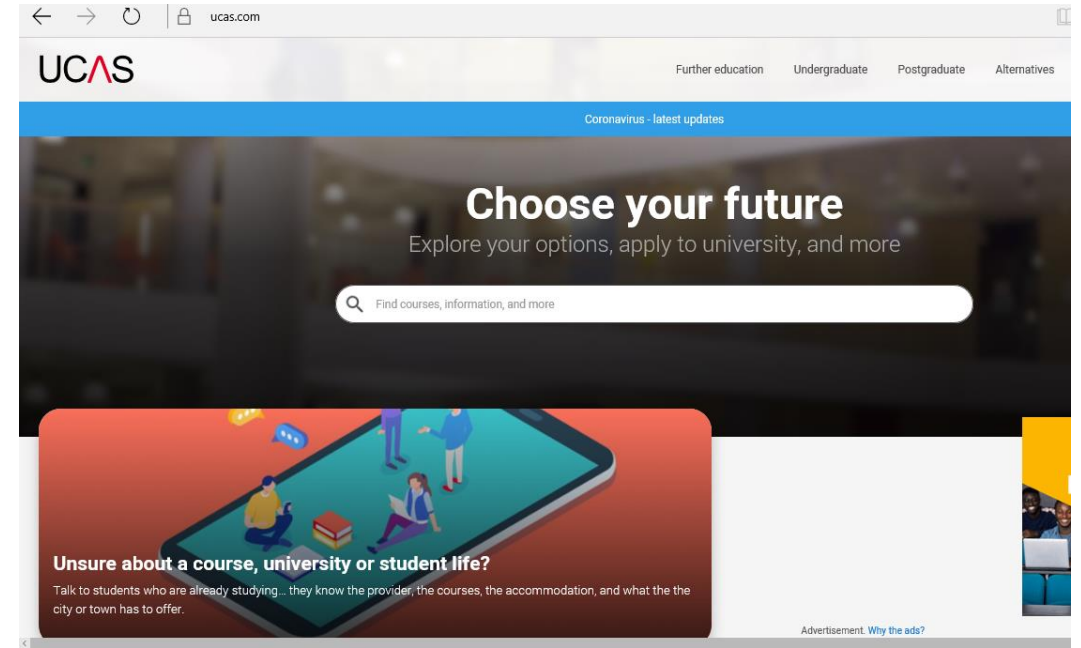 ucas.com
UCAS
Further education Undergraduate Postgraduate Alternatives
Coronavirus - latest updates
Choose your future
Explore your options, apply to university, and more
Find courses, information, and more
Unsure about a course, university or student life?
Talk to students who are already studying... they know the provider, the courses, the accommodation, and what the the
city or town has to offer.
Advertisement. Why the ads?